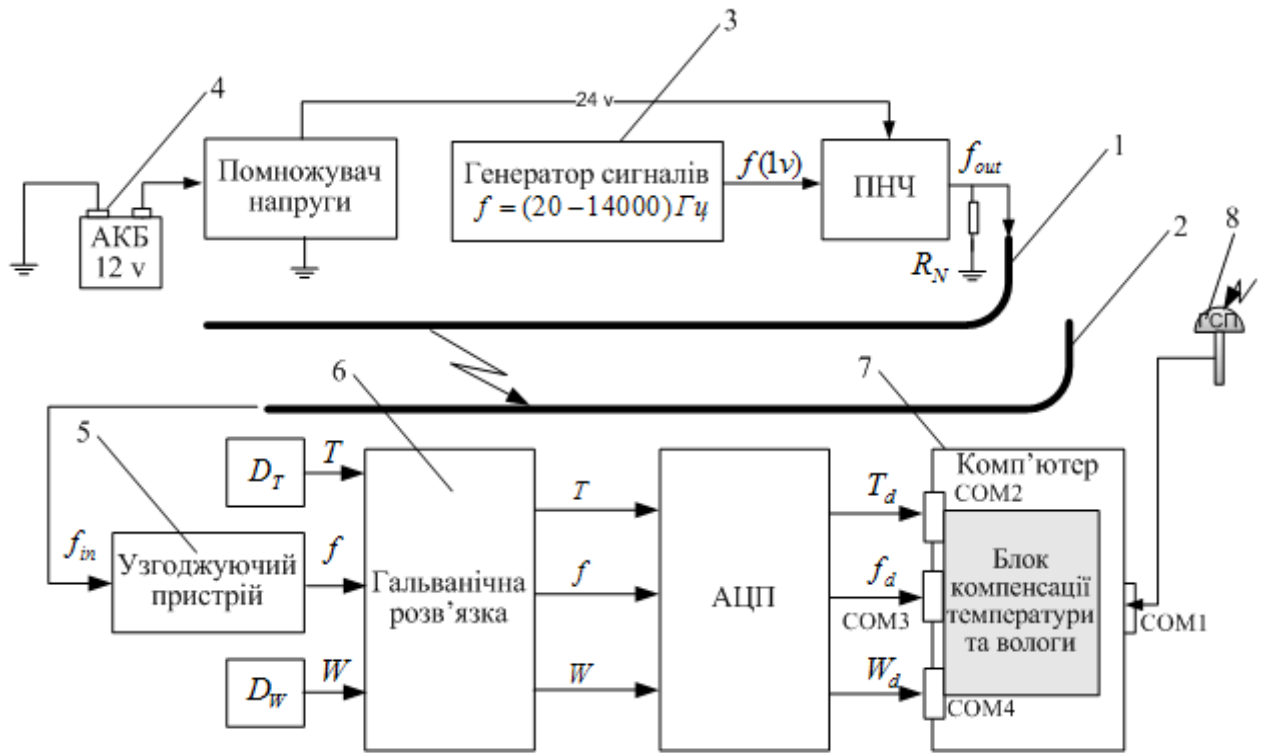 3
4
24 v
Помножувач
напруги
Генератор сигналів
f = (20 – 14000) Гц
f(1v)
ПНЧ
f_out
1
2
8
АКБ
12 v
R_N
ГСП
6
7
5
D_T
T
T
T_d
Комп’ютер
COM2
f_in
Узгоджуючий
пристрій
f
Гальванічна
розв’язка
f
АЦП
f_d
COM3
Блок
компенсації
температури
та вологи
COM1
D_W
W
W
W_d
COM4